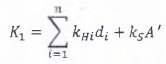 $K_1 = \sum_{i=1}^{n} k_{Hi} d_i + k_S A'$